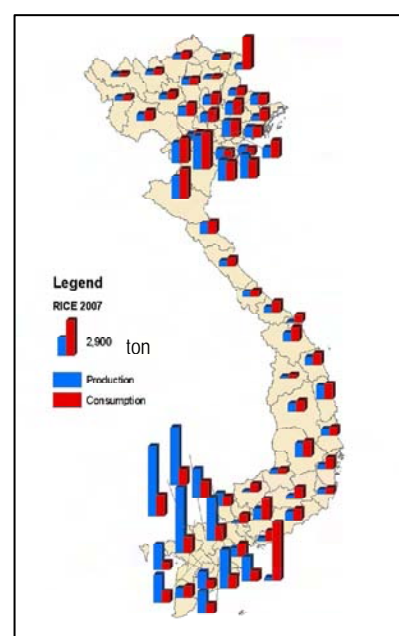 Legend
RICE 2007
2,900 ton
Production
Consumption